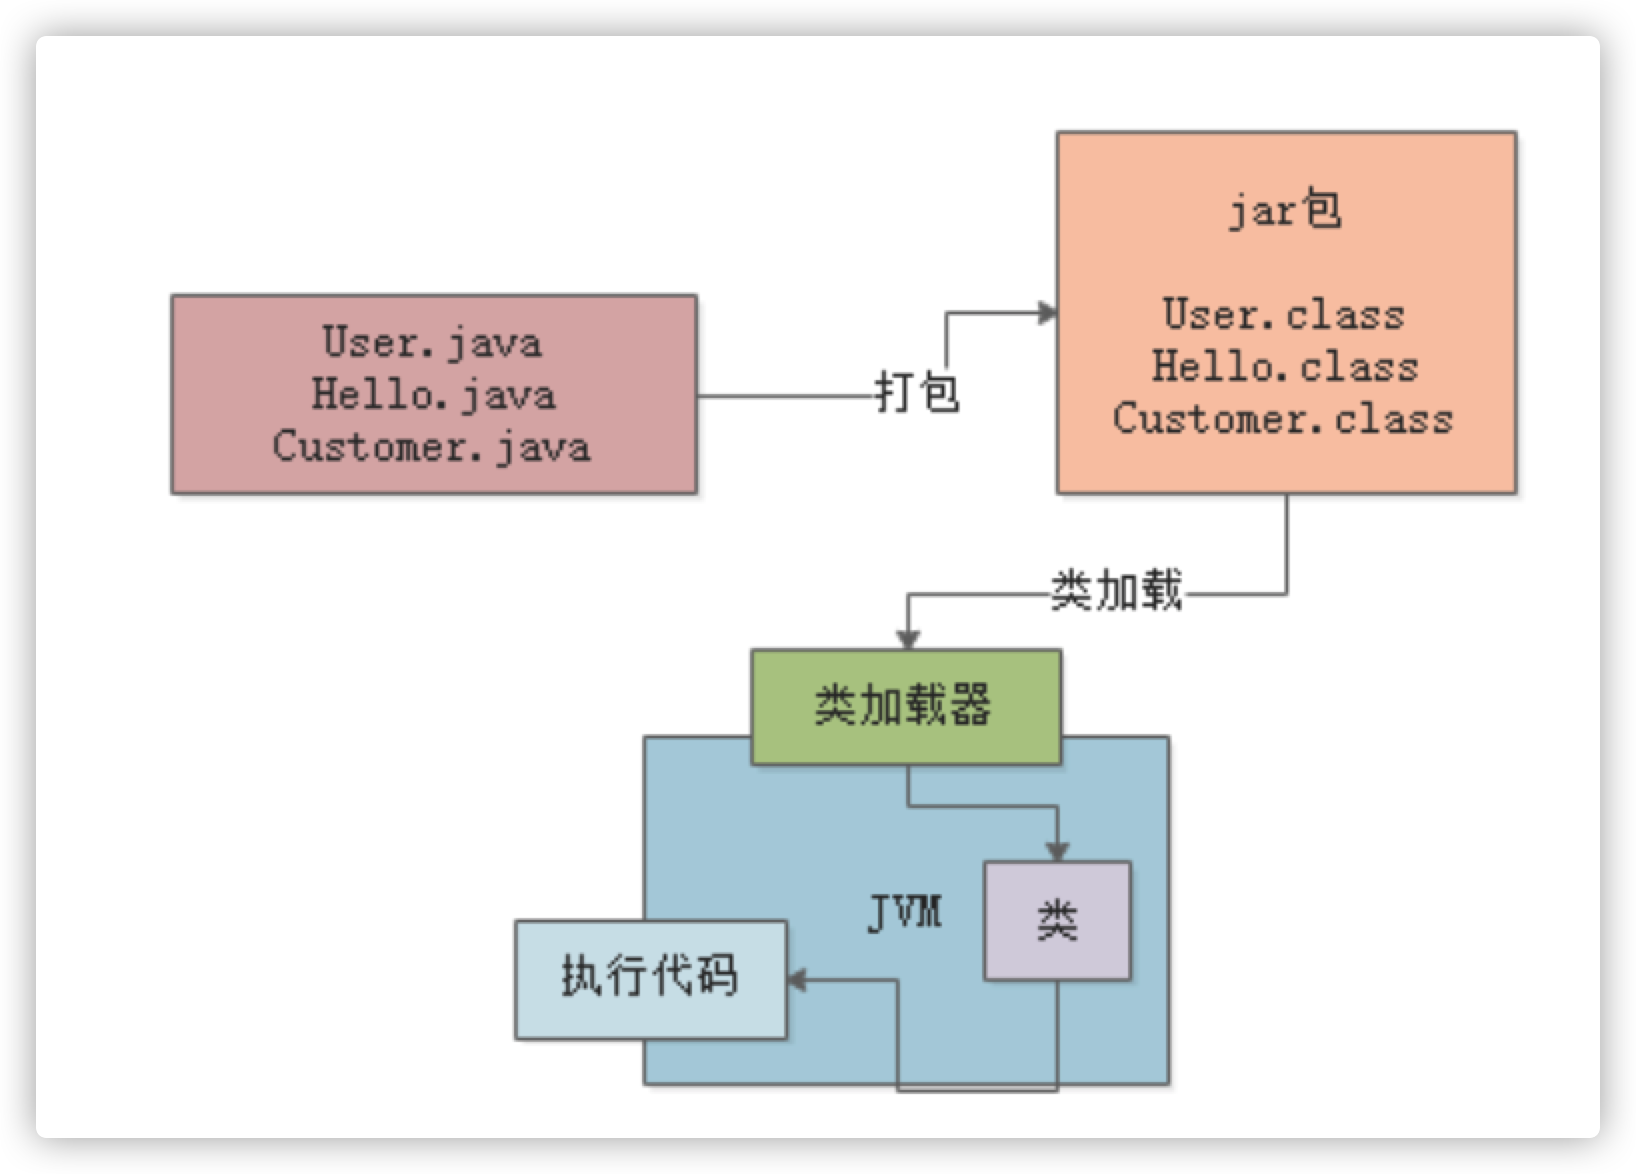 User.java
Hello.java
Customer.java
打包
jar包
User.class
Hello.class
Customer.class
类加载
类加载器
JVM
类
执行代码